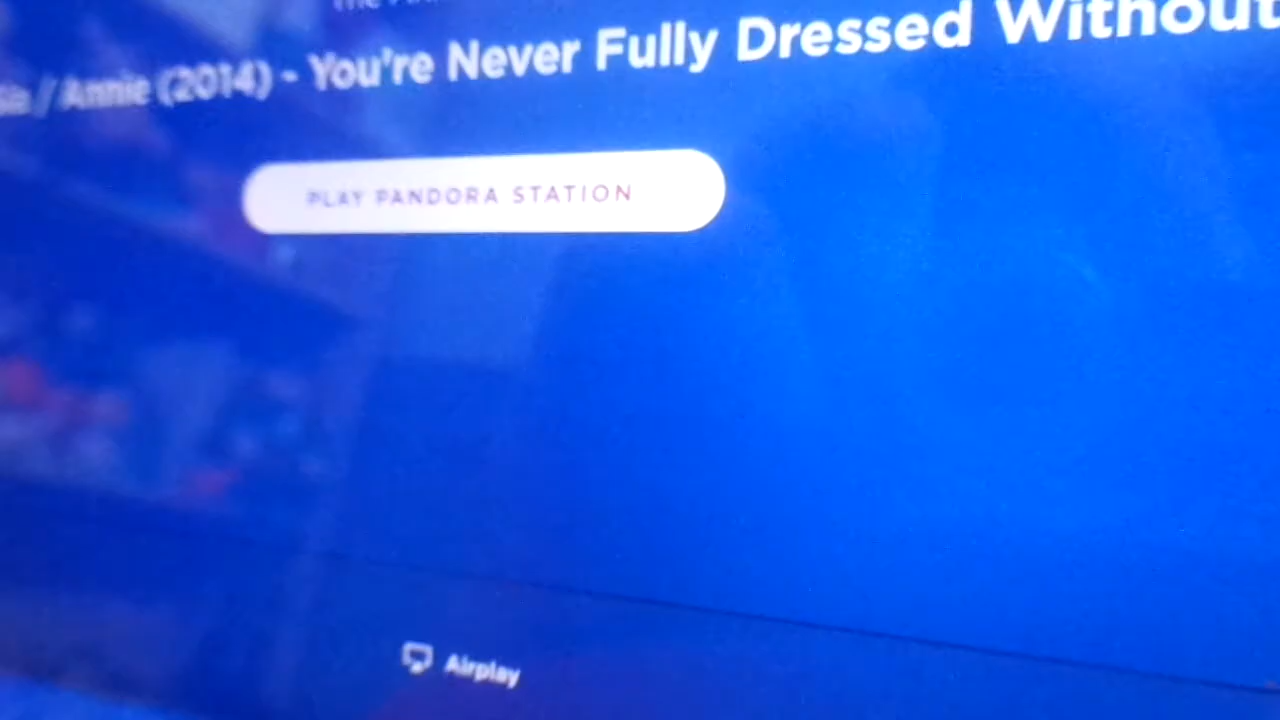 / Annie (2014) - You're Never Fully Dressed Without
PLAY PANDORA STATION
Airplay